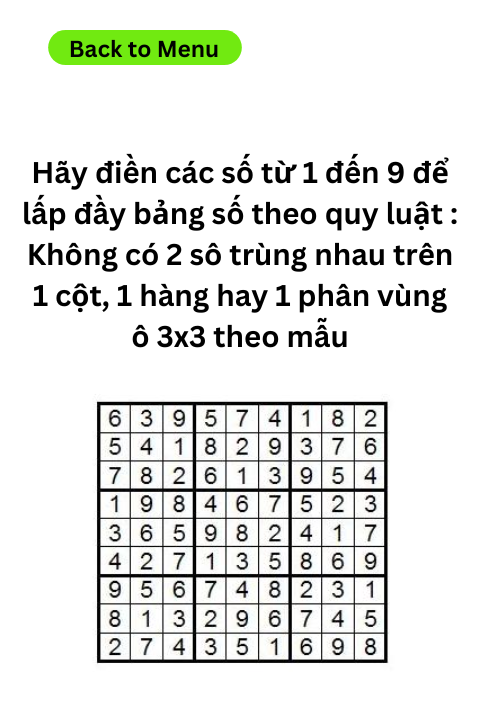 Back to Menu
Hãy điền các số từ 1 đến 9 để
lấp đầy bảng số theo quy luật :
Không có 2 sô trùng nhau trên
1 cột, 1 hàng hay 1 phân vùng
ô 3x3 theo mẫu
6 3 9 5 7 4 1 8 2
5 4 1 8 2 9 3 7 6
7 8 2 6 1 3 9 5 4
1 9 8 4 6 7 5 2 3
3 6 5 9 8 2 4 1 7
4 2 7 1 3 5 8 6 9
9 5 6 7 4 8 2 3 1
8 1 3 2 9 6 7 4 5
2 7 4 3 5 1 6 9 8